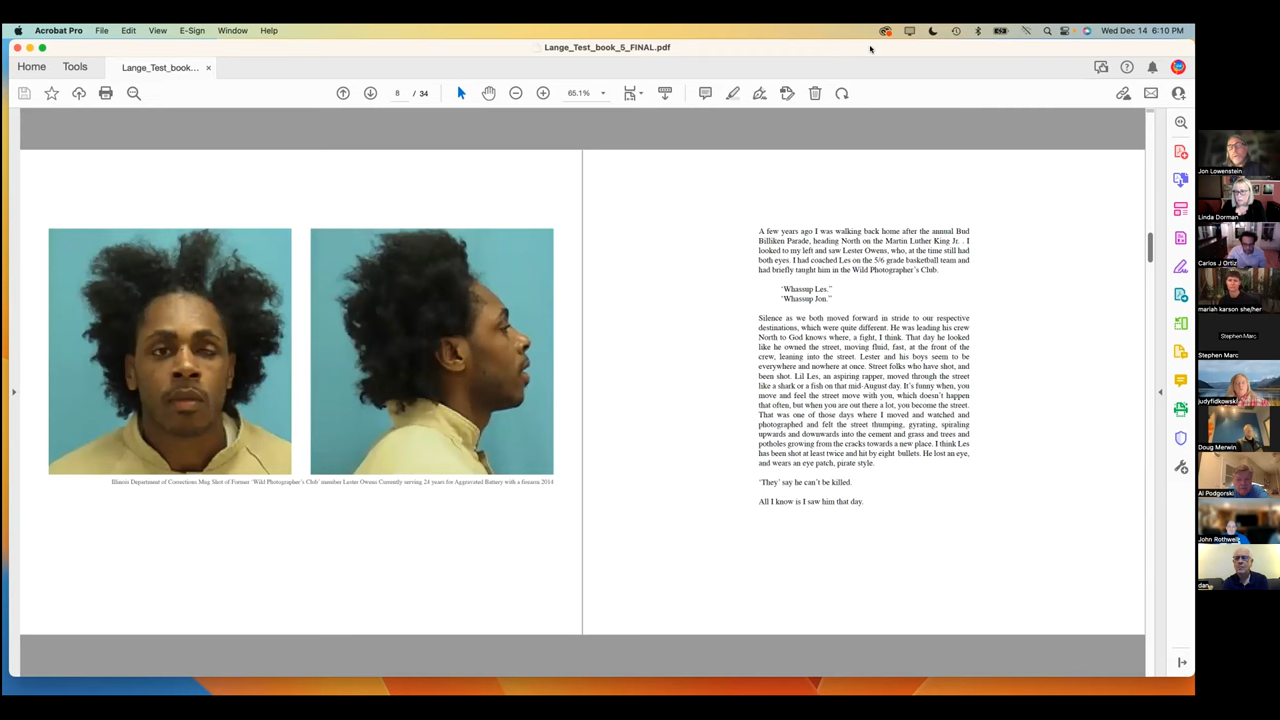 Acrobat Pro File Edit View E-Sign Window Help Wed Dec 14 6:10 PM
Lange_Test_book_5_FINAL.pdf
Home Tools Lange_Test_book... ×
8 / 34 65.1%
A few years ago I was walking back home after the annual Bud
Billiken Parade, heading North on the Martin Luther King Jr. . I
looked to my left and saw Lester Owens, who, at the time still had
both eyes. I had coached Les on the 5/6 grade basketball team and
had briefly taught him in the Wild Photographer's Club.
'Whassup Les."
'Whassup Jon."
Silence as we both moved forward in stride to our respective
destinations, which were quite different. He was leading his crew
North to God knows where, a fight, I think. That day he looked
like he owned the street, moving fluid, fast, at the front of the
crew, leaning into the street. Lester and his boys seem to be
everywhere and nowhere at once. Street folks who have shot, and
been shot. Lil Les, an aspiring rapper, moved through the street
like a shark or a fish on that mid-August day. It's funny when, you
move and feel the street move with you, which doesn't happen
that often, but when you are out there a lot, you become the street.
That was one of those days where I moved and watched and
photographed and felt the street thumping, gyrating, spiraling
upwards and downwards into the cement and grass and trees and
potholes growing from the cracks towards a new place. I think Les
has been shot at least twice and hit by eight bullets. He lost an eye,
and wears an eye patch, pirate style.
'They' say he can't be killed.
All I know is I saw him that day.
Illinois Department of Corrections Mug Shot of Former 'Wild Photographer's Club' member Lester Owens Currently serving 24 years for Aggravated Battery with a firearm 2014
Jon Lowenstein
Linda Dorman
Carlos J Ortiz
mariah karson she/her
Stephen Marc
Stephen Marc
judyfidkowski
Doug Merwin
Al Podgorski
John Rothwell
dan